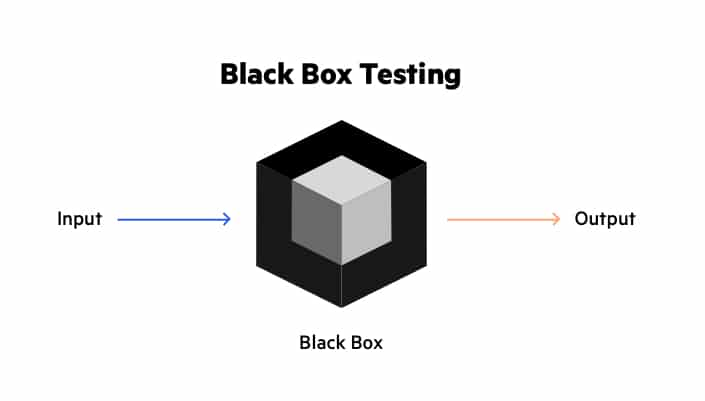 Black Box Testing
Input
Output
Black Box